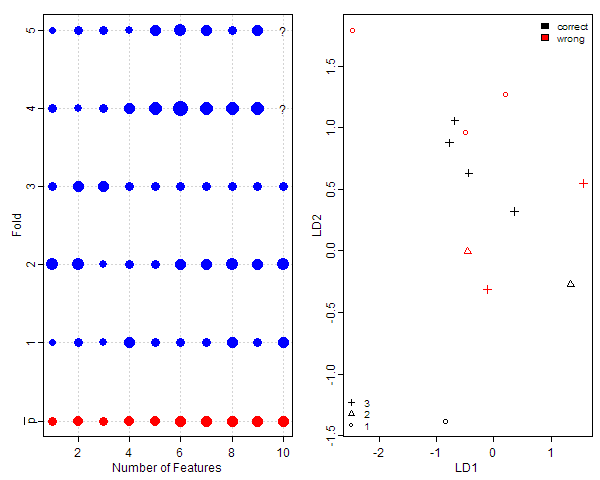 5
?
4
?
3
2
1
p̅
Fold
2 4 6 8 10
Number of Features
correct
wrong
1.5
1.0
0.5
0.0
-0.5
-1.0
-1.5
LD2
3
2
1
-2 -1 0 1
LD1